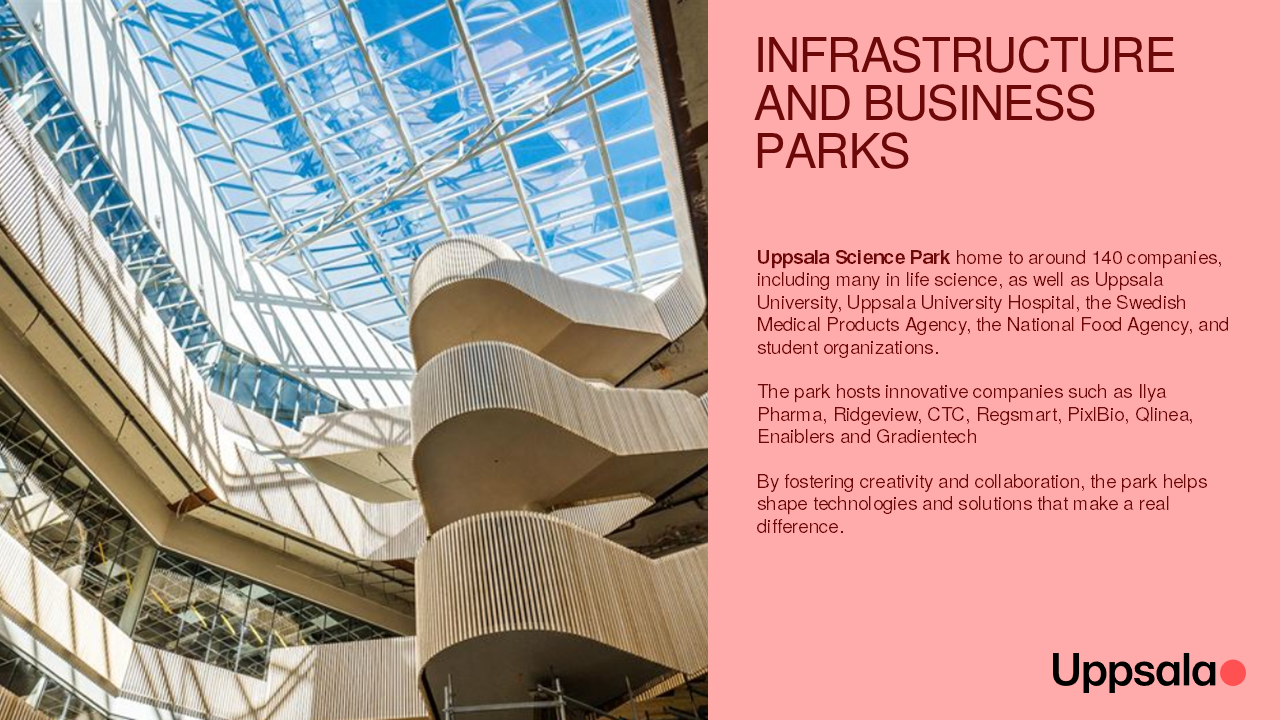 INFRASTRUCTURE
AND BUSINESS
PARKS
Uppsala Science Park home to around 140 companies,
including many in life science, as well as Uppsala
University, Uppsala University Hospital, the Swedish
Medical Products Agency, the National Food Agency, and
student organizations.
The park hosts innovative companies such as Ilya
Pharma, Ridgeview, CTC, Regsmart, PixlBio, Qlinea,
Enaiblers and Gradientech
By fostering creativity and collaboration, the park helps
shape technologies and solutions that make a real
difference.
Uppsala